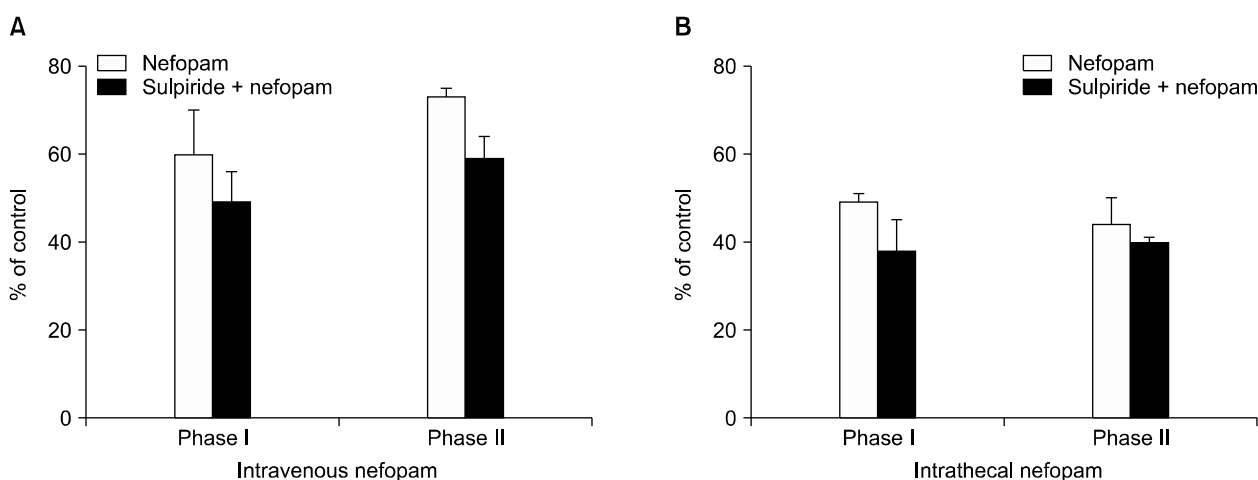 A
Nefopam
Sulpiride + nefopam
80
60
40
20
0
% of control
Phase I
Phase II
Intravenous nefopam
B
Nefopam
Sulpiride + nefopam
80
60
40
20
0
% of control
Phase I
Phase II
Intrathecal nefopam